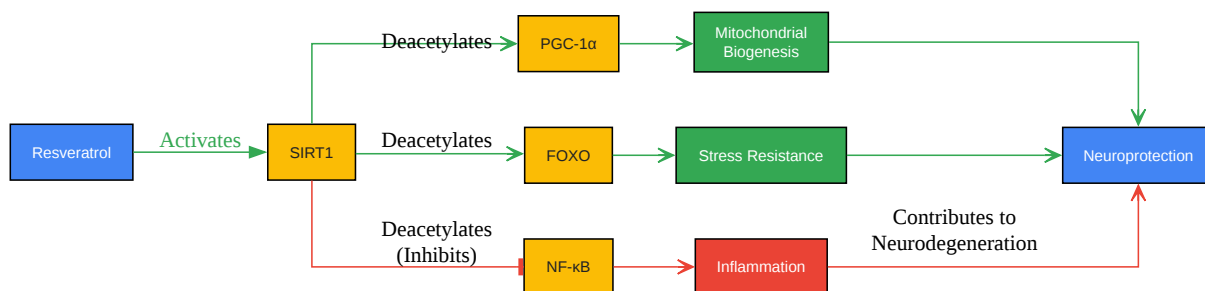 Deacetylates
PGC-1α
Mitochondrial
Biogenesis
Resveratrol
Activates
SIRT1
Deacetylates
FOXO
Stress Resistance
Neuroprotection
Deacetylates
(Inhibits)
NF-κB
Inflammation
Contributes to
Neurodegeneration